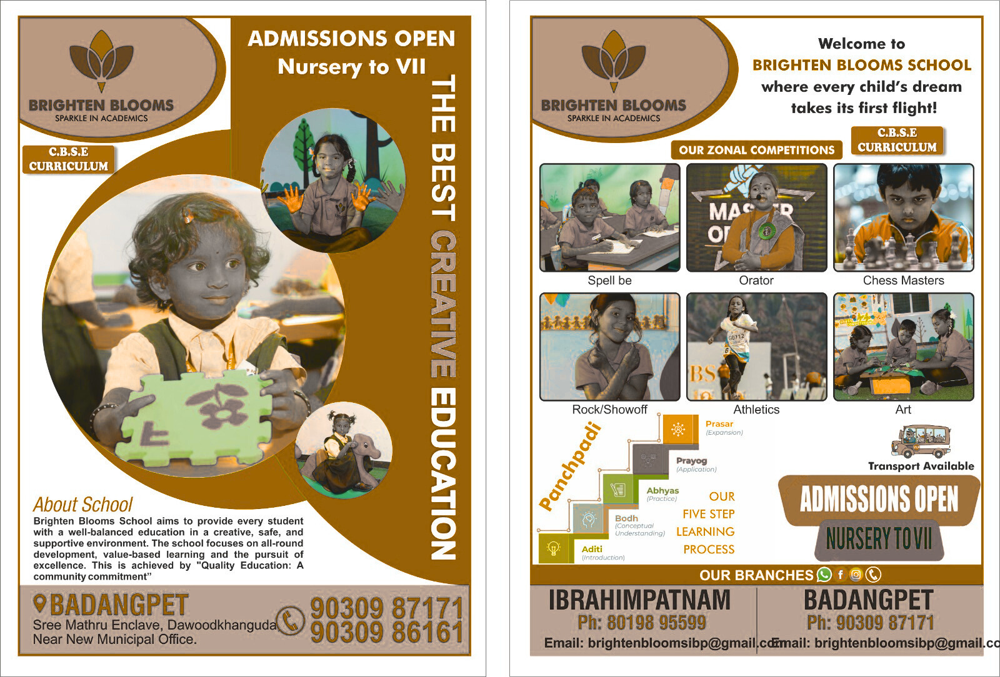 BRIGHTEN BLOOMS
SPARKLE IN ACADEMICS
C.B.S.E
CURRICULUM
ADMISSIONS OPEN
Nursery to VII
THE BEST CREATIVE EDUCATION
About School
Brighten Blooms School aims to provide every student
with a well-balanced education in a creative, safe, and
supportive environment. The school focuses on all-round
development, value-based learning and the pursuit of
excellence. This is achieved by "Quality Education: A
community commitment”
BADANGPET
Sree Mathru Enclave, Dawoodkhanguda,
Near New Municipal Office.
90309 87171
90309 86161
BRIGHTEN BLOOMS
SPARKLE IN ACADEMICS
Welcome to
BRIGHTEN BLOOMS SCHOOL
where every child’s dream
takes its first flight!
C.B.S.E
CURRICULUM
OUR ZONAL COMPETITIONS
MASTER
Spell be
Orator
Chess Masters
G0712
6
BS
Rock/Showoff
Athletics
Art
Panchpadi
Prasar
(Expansion)
Prayog
(Application)
Abhyas
(Practice)
Bodh
(Conceptual
Understanding)
Aditi
(Introduction)
OUR
FIVE STEP
LEARNING
PROCESS
Transport Available
ADMISSIONS OPEN
NURSERY TO VII
OUR BRANCHES
IBRAHIMPATNAM
Ph: 80198 95599
Email: brightenbloomsibp@gmail.com
BADANGPET
Ph: 90309 87171
Email: brightenbloomsibp@gmail.co